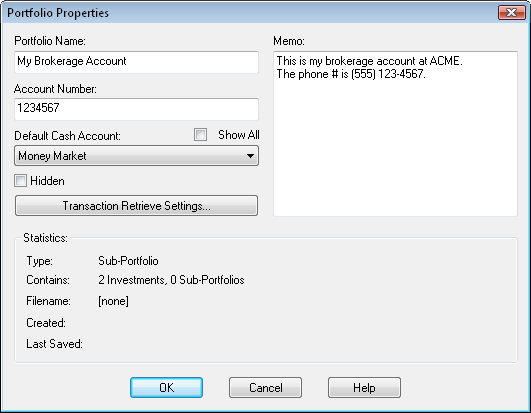 Portfolio Properties
Portfolio Name:
My Brokerage Account
Account Number:
1234567
Default Cash Account:
Show All
Money Market
Hidden
Transaction Retrieve Settings...
Memo:
This is my brokerage account at ACME.
The phone # is (555) 123-4567.
Statistics:
Type: Sub-Portfolio
Contains: 2 Investments, 0 Sub-Portfolios
Filename: [none]
Created:
Last Saved:
OK Cancel Help